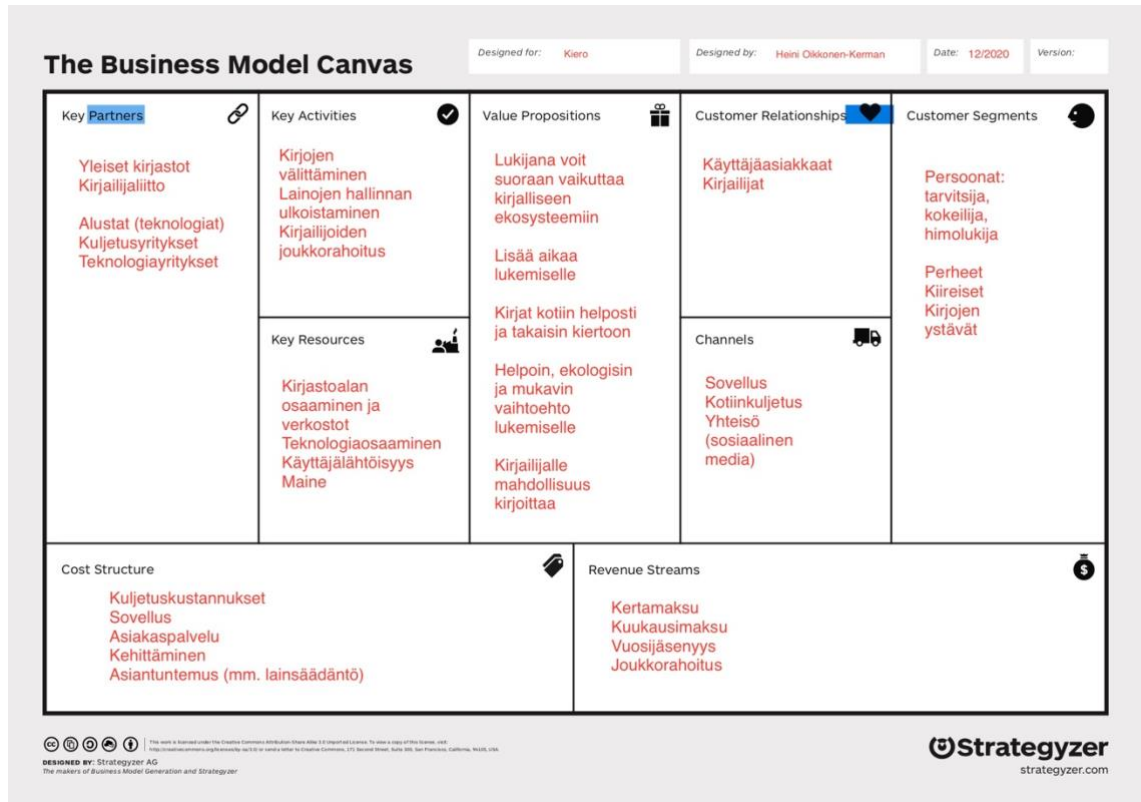 The Business Model Canvas
Designed for: Kiero
Designed by: Heini Oikkonen-Kerman
Date: 12/2020
Version:
Key Partners
Yleiset kirjastot
Kirjailijaliitto
Alustat (teknologiat)
Kuljetusyritykset
Teknologiayritykset
Key Activities
Kirjojen
välittäminen
Lainojen hallinnan
ulkoistaminen
Kirjailijoiden
joukkorahoitus
Key Resources
Kirjastoalan
osaaminen ja
verkostot
Teknologiaosaaminen
Käyttäjälähtöisyys
Maine
Value Propositions
Lukijana voit
suoraan vaikuttaa
kirjalliseen
ekosysteemiin
Lisää aikaa
lukemiselle
Kirjat kotiin helposti
ja takaisin kiertoon
Helpoin, ekologisin
ja mukavin
vaihtoehto
lukemiselle
Kirjailijalle
mahdollisuus
kirjoittaa
Customer Relationships
Käyttäjäasiakkaat
Kirjailijat
Channels
Sovellus
Kotiinkuljetus
Yhteisö
(sosiaalinen
media)
Customer Segments
Persoonat:
tarvitsija,
kokeilija,
himolukija
Perheet
Kiireiset
Kirjojen
ystävät
Cost Structure
Kuljetuskustannukset
Sovellus
Asiakaspalvelu
Kehittäminen
Asiantuntemus (mm. lainsäädäntö)
Revenue Streams
Kertamaksu
Kuukausimaksu
Vuosijäsenyys
Joukkorahoitus
DESIGNED BY: Strategyzer AG
The makers of Business Model Generation and Strategyzer
Strategyzer
strategyzer.com